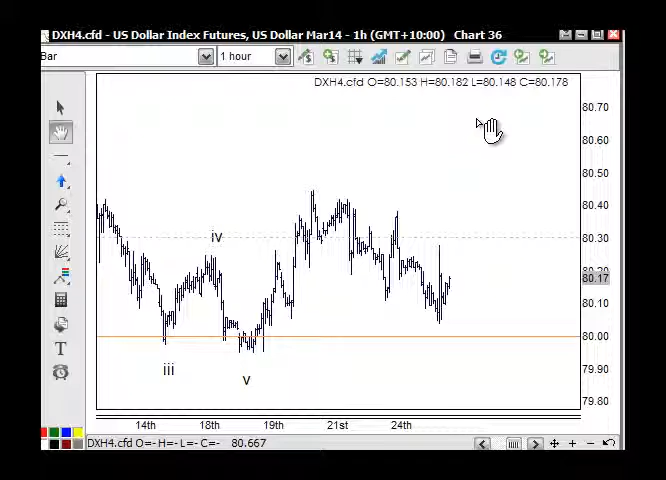 DXH4.cfd - US Dollar Index Futures, US Dollar Mar14 - 1h (GMT+10:00) Chart 36
Bar 1 hour
DXH4.cfd O=80.153 H=80.182 L=80.148 C=80.178
80.70
80.60
80.50
80.40
80.30
80.20
80.17
80.10
80.00
79.90
79.80
iv
iii
v
T
14th 18th 19th 21st 24th
DXH4.cfd O=- H=- L=- C=- 80.667